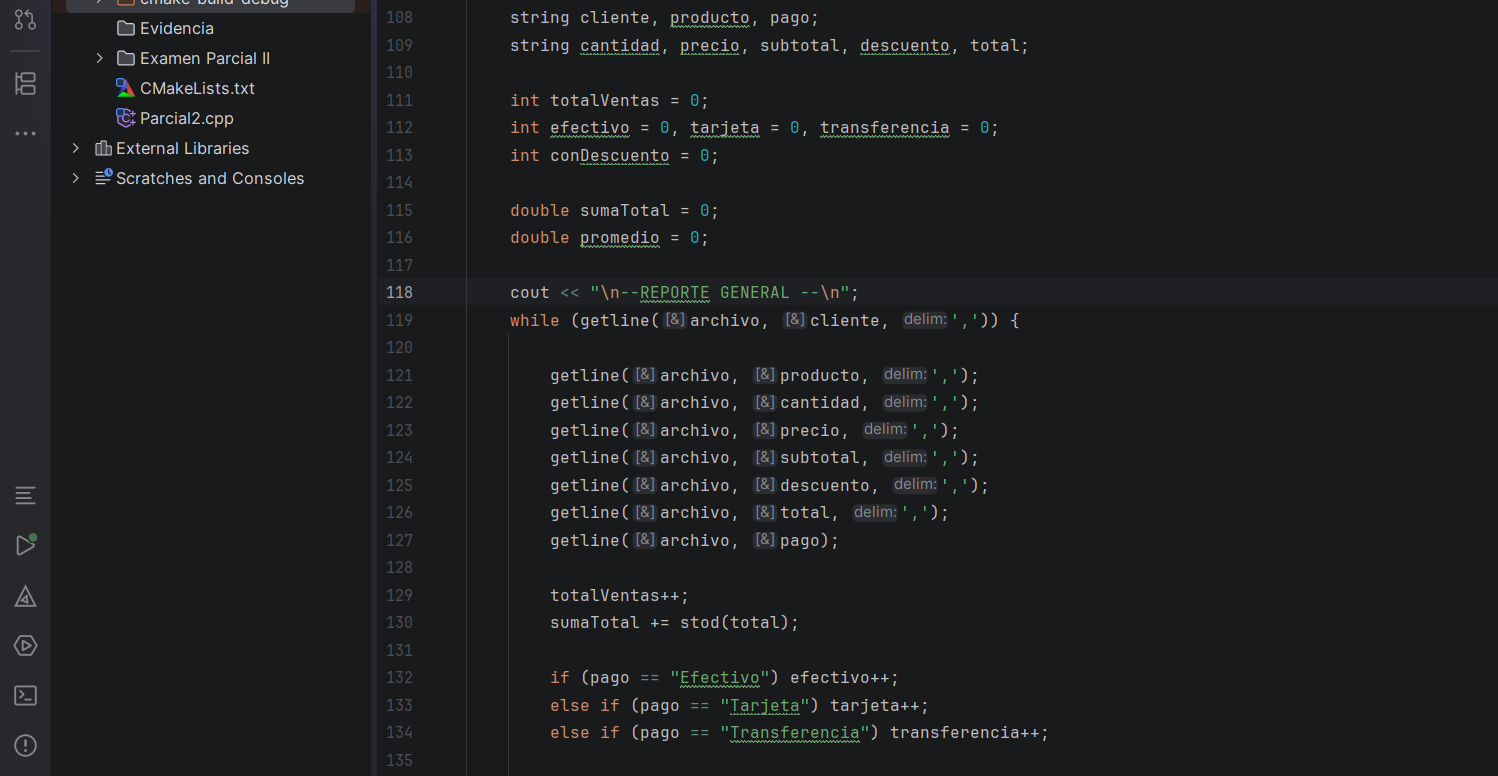 cmake-build-debug
Evidencia
Examen Parcial II
CMakeLists.txt
Parcial2.cpp
External Libraries
Scratches and Consoles
108 string cliente, producto, pago;
109 string cantidad, precio, subtotal, descuento, total;
110
111 int totalVentas = 0;
112 int efectivo = 0, tarjeta = 0, transferencia = 0;
113 int conDescuento = 0;
114
115 double sumaTotal = 0;
116 double promedio = 0;
117
118 cout << "\n--REPORTE GENERAL --\n";
119 while (getline([&]archivo, [&]cliente, delim:',')) {
120
121 getline([&]archivo, [&]producto, delim:',');
122 getline([&]archivo, [&]cantidad, delim:',');
123 getline([&]archivo, [&]precio, delim:',');
124 getline([&]archivo, [&]subtotal, delim:',');
125 getline([&]archivo, [&]descuento, delim:',');
126 getline([&]archivo, [&]total, delim:',');
127 getline([&]archivo, [&]pago);
128
129 totalVentas++;
130 sumaTotal += stod(total);
131
132 if (pago == "Efectivo") efectivo++;
133 else if (pago == "Tarjeta") tarjeta++;
134 else if (pago == "Transferencia") transferencia++;
135